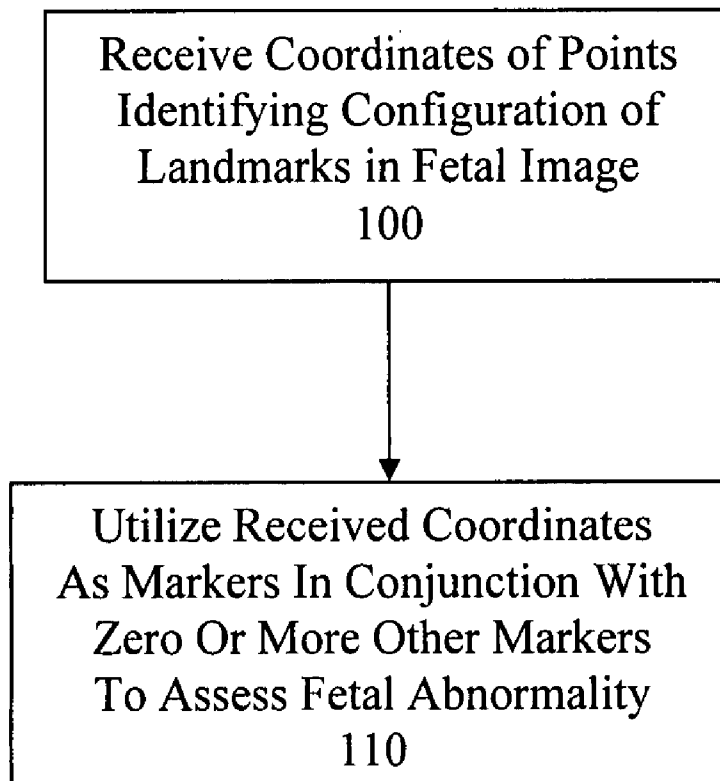 Receive Coordinates of Points
Identifying Configuration of
Landmarks in Fetal Image
100
Utilize Received Coordinates
As Markers In Conjunction With
Zero Or More Other Markers
To Assess Fetal Abnormality
110